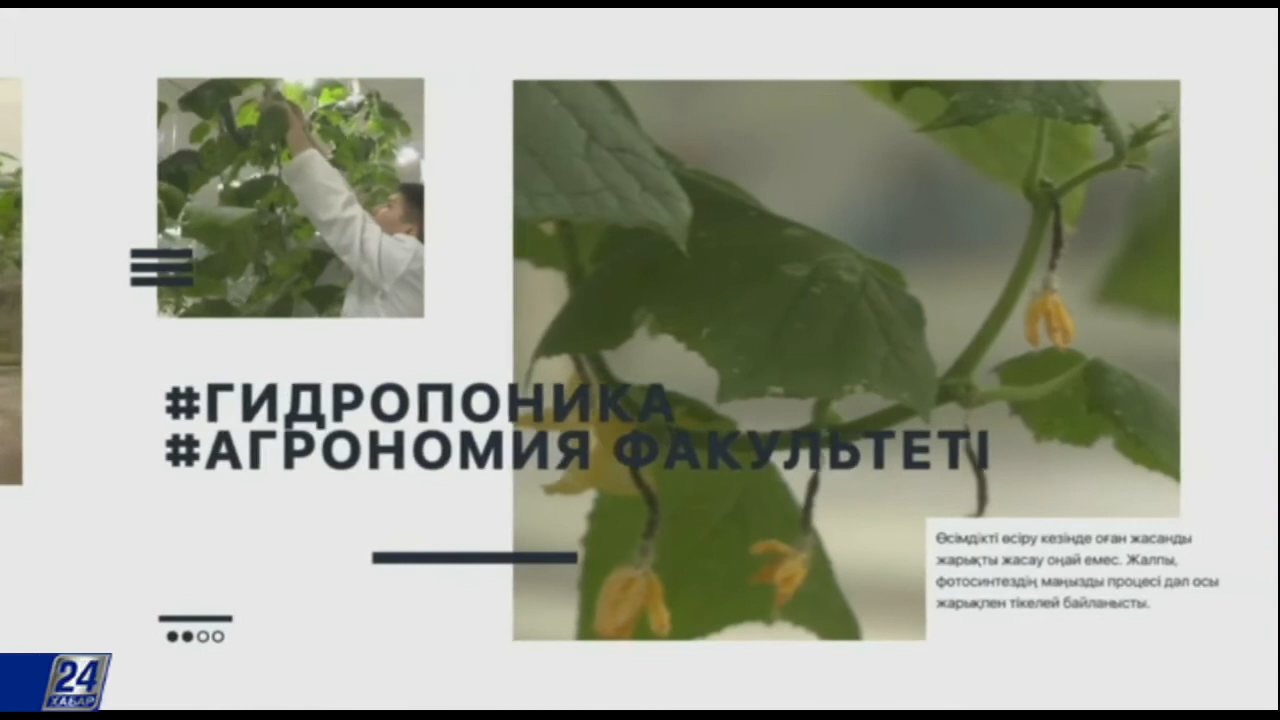 #ГИДРОПОНИКА
#АГРОНОМИЯ ФАКУЛЬТЕТІ
Өсімдікті өсіру кезінде оған жасанды
жарықты жасау оңай емес. Жалпы,
фотосинтездің маңызды процесі дәл осы
жарықпен тікелей байланысты.
24
ХАБАР